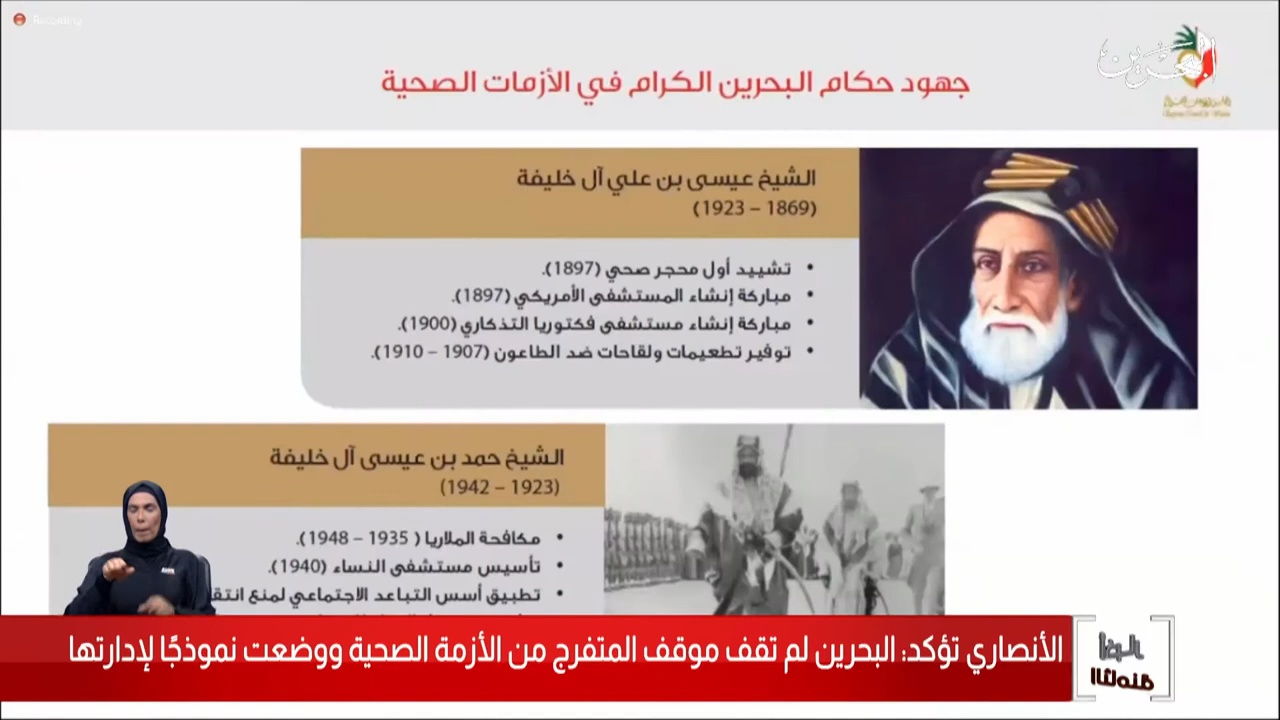 Recording
البحرين
جهود حكام البحرين الكرام في الأزمات الصحية
الشيخ عيسى بن علي آل خليفة
(1869 – 1923)
• تشييد أول محجر صحي (1897).
• مباركة إنشاء المستشفى الأمريكي (1897).
• مباركة إنشاء مستشفى فكتوريا التذكاري (1900).
• توفير تطعيمات ولقاحات ضد الطاعون (1907 – 1910).
الشيخ حمد بن عيسى آل خليفة
(1923 – 1942)
• مكافحة الملاريا ( 1935 – 1948).
• تأسيس مستشفى النساء (1940).
• تطبيق أسس التباعد الاجتماعي لمنع انتق
الأنصاري تؤكد: البحرين لم تقف موقف المتفرج من الأزمة الصحية ووضعت نموذجًا لإدارتها